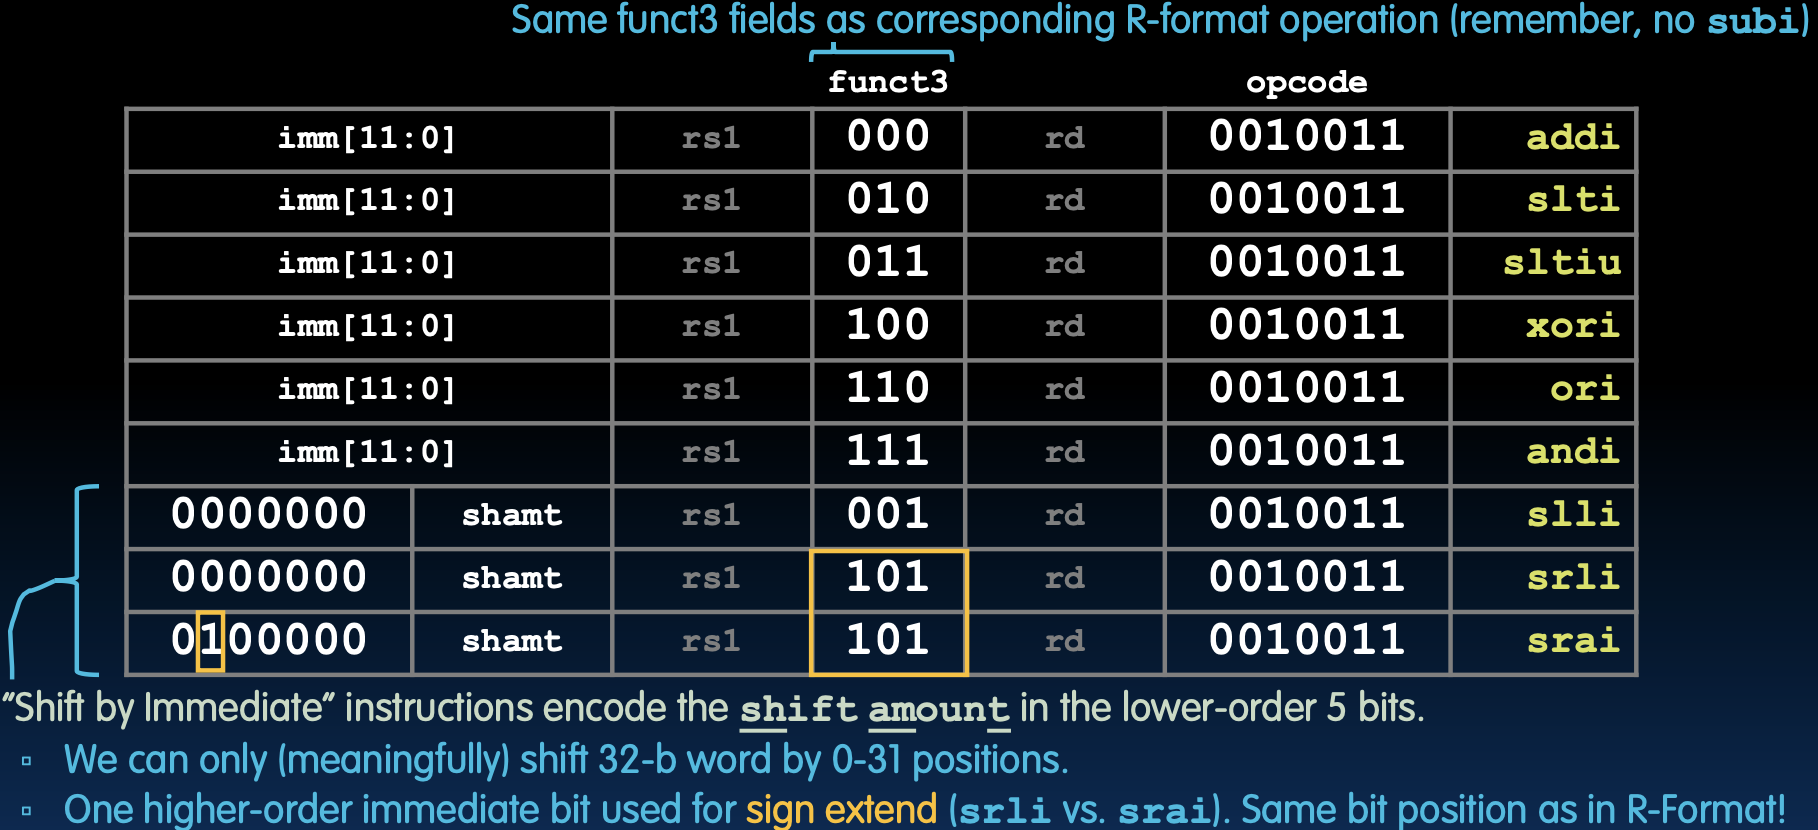 Same funct3 fields as corresponding R-format operation (remember, no subi)
funct3 opcode
imm[11:0] rs1 000 rd 0010011 addi
imm[11:0] rs1 010 rd 0010011 slti
imm[11:0] rs1 011 rd 0010011 sltiu
imm[11:0] rs1 100 rd 0010011 xori
imm[11:0] rs1 110 rd 0010011 ori
imm[11:0] rs1 111 rd 0010011 andi
0000000 shamt rs1 001 rd 0010011 slli
0000000 shamt rs1 101 rd 0010011 srli
0100000 shamt rs1 101 rd 0010011 srai
“Shift by Immediate” instructions encode the shift amount in the lower-order 5 bits.
▫ We can only (meaningfully) shift 32-b word by 0-31 positions.
▫ One higher-order immediate bit used for sign extend (srli vs. srai). Same bit position as in R-Format!